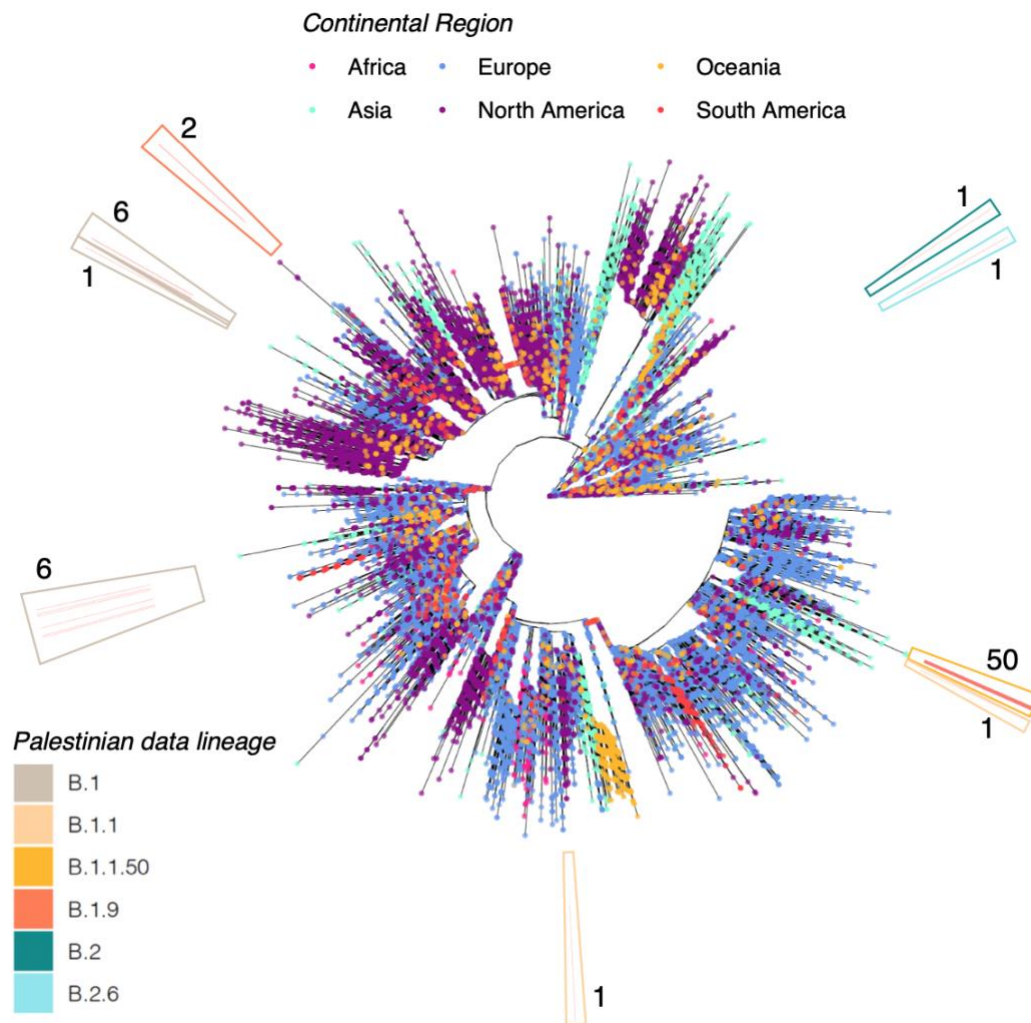 Continental Region
Africa Europe Oceania
Asia North America South America
2
6
1
1
1
6
50
1
1
Palestinian data lineage
B.1
B.1.1
B.1.1.50
B.1.9
B.2
B.2.6